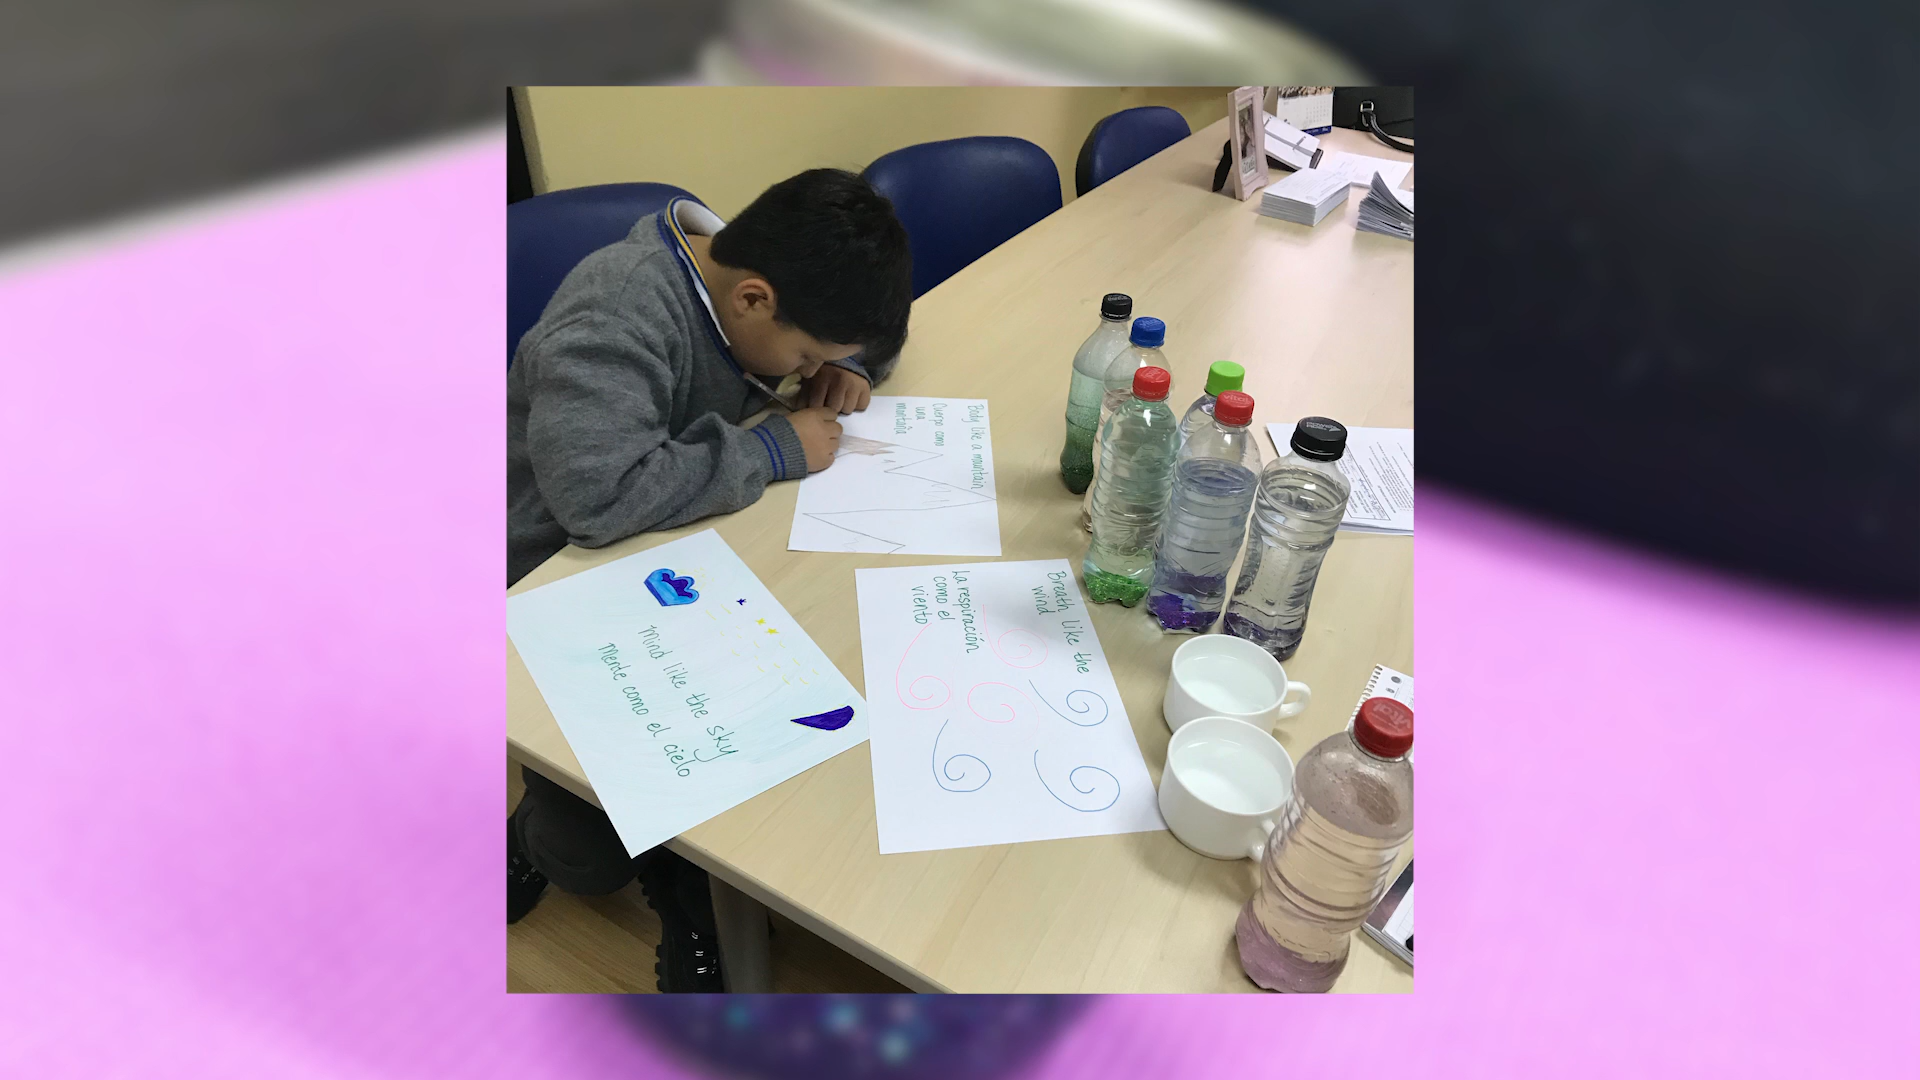 Body like a mountain
Cuerpo como
una
montaña
Breath like the
wind
La respiración
como el
viento
Mind like the sky
Mente como el cielo
Vital